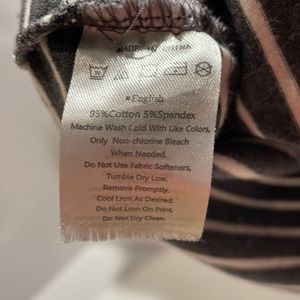 MADE IN CHINA
*English
95%Cotton 5%Spandex
Machine Wash Cold With Like Colors,
Only Non-chlorine Bleach
When Needed.
Do Not Use Fabric Softeners,
Tumble Dry Low.
Remove Promptly.
Cool Lron As Desired.
Do Not Lron On Print.
Do Not Dry Clean.